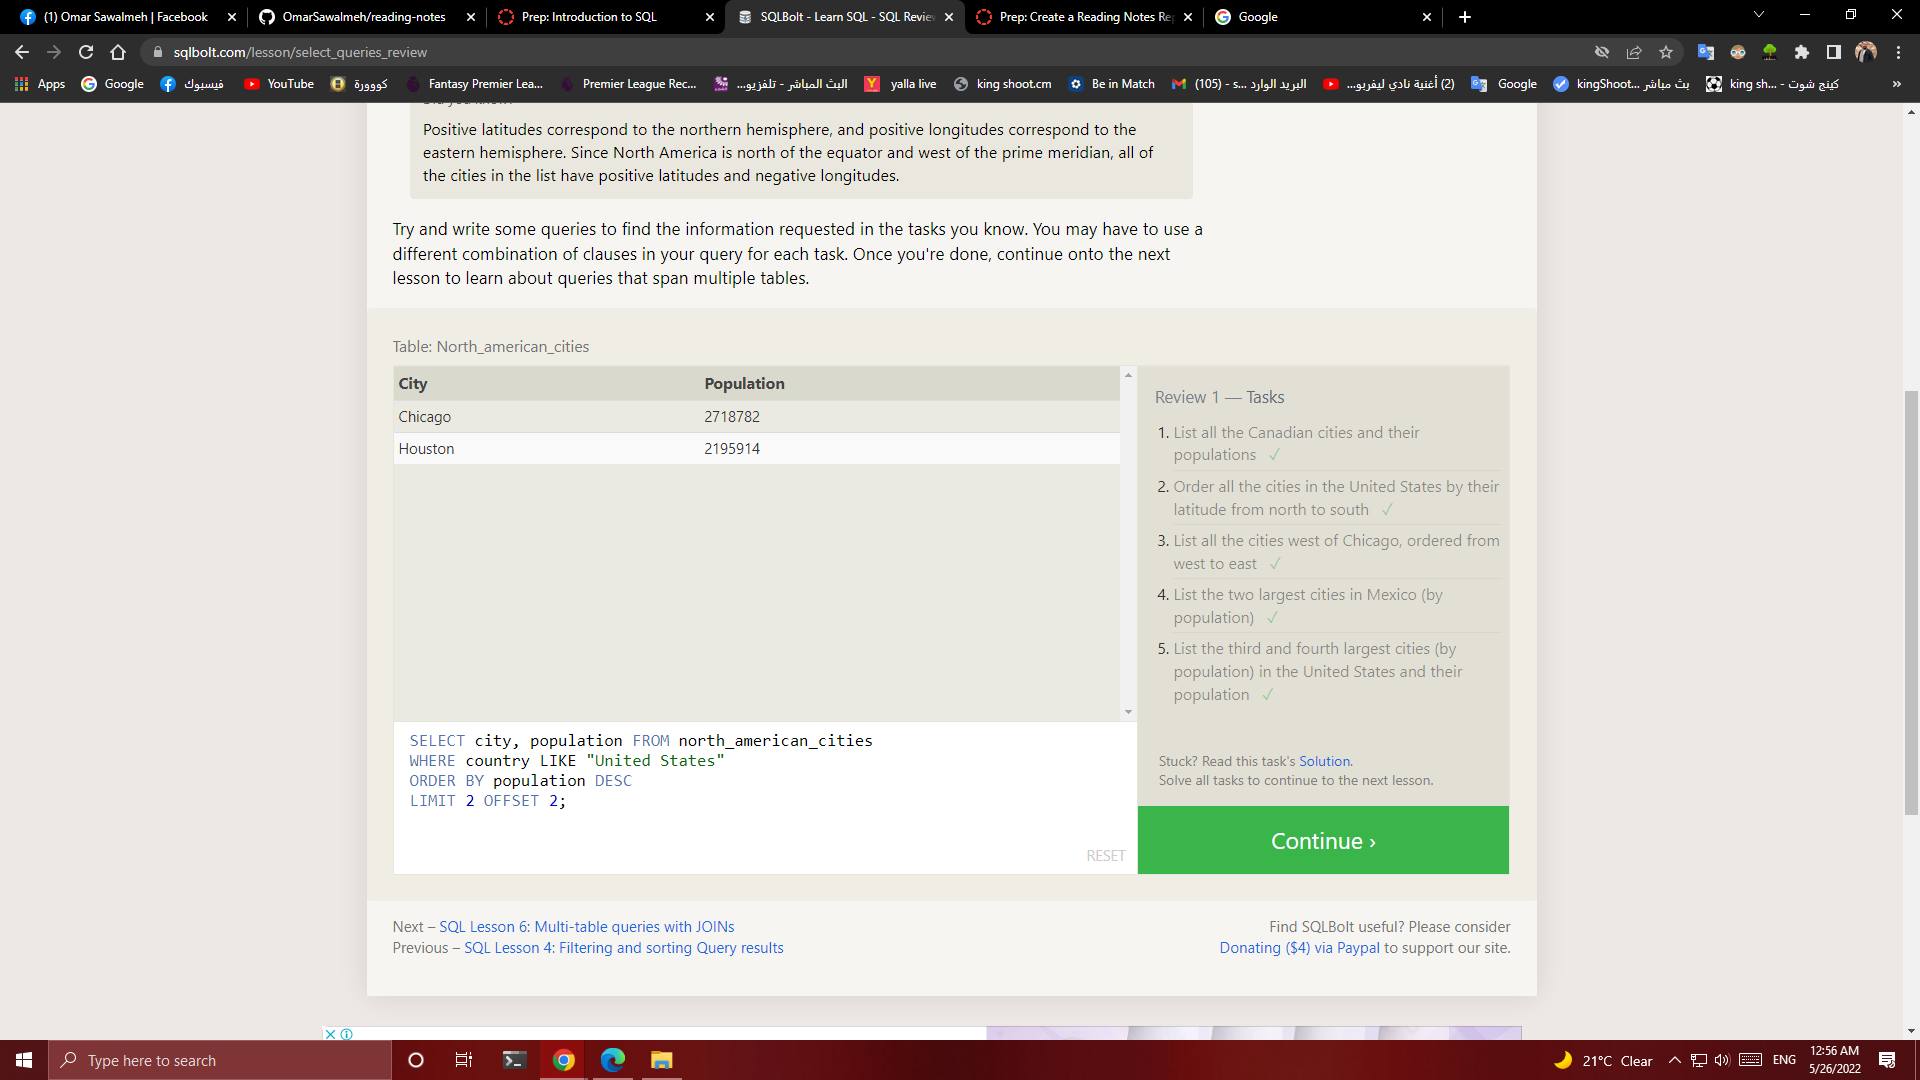 (1) Omar Sawalmeh | Facebook
OmarSawalmeh/reading-notes
Prep: Introduction to SQL
SQLBolt - Learn SQL - SQL Review
Prep: Create a Reading Notes Re
Google
sqlbolt.com/lesson/select_queries_review
Apps
Google
فيسبوك
YouTube
كووورة
Fantasy Premier Lea...
Premier League Rec...
البث المباشر - تلفزيو...
yalla live
king shoot.cm
Be in Match
البريد الوارد (105) - s...
(2) أغنية نادي ليفربو...
Google
بث مباشر kingShoot...
كينج شوت - king sh...
»
Positive latitudes correspond to the northern hemisphere, and positive longitudes correspond to the
eastern hemisphere. Since North America is north of the equator and west of the prime meridian, all of
the cities in the list have positive latitudes and negative longitudes.
Try and write some queries to find the information requested in the tasks you know. You may have to use a
different combination of clauses in your query for each task. Once you're done, continue onto the next
lesson to learn about queries that span multiple tables.
Table: North_american_cities
City Population
Chicago 2718782
Houston 2195914
SELECT city, population FROM north_american_cities
WHERE country LIKE "United States"
ORDER BY population DESC
LIMIT 2 OFFSET 2;
RESET
Review 1 — Tasks
1. List all the Canadian cities and their
populations ✓
2. Order all the cities in the United States by their
latitude from north to south ✓
3. List all the cities west of Chicago, ordered from
west to east ✓
4. List the two largest cities in Mexico (by
population) ✓
5. List the third and fourth largest cities (by
population) in the United States and their
population ✓
Stuck? Read this task's Solution.
Solve all tasks to continue to the next lesson.
Continue ›
Next – SQL Lesson 6: Multi-table queries with JOINs
Previous – SQL Lesson 4: Filtering and sorting Query results
Find SQLBolt useful? Please consider
Donating ($4) via Paypal to support our site.
Type here to search
21°C Clear
ENG
12:56 AM
5/26/2022